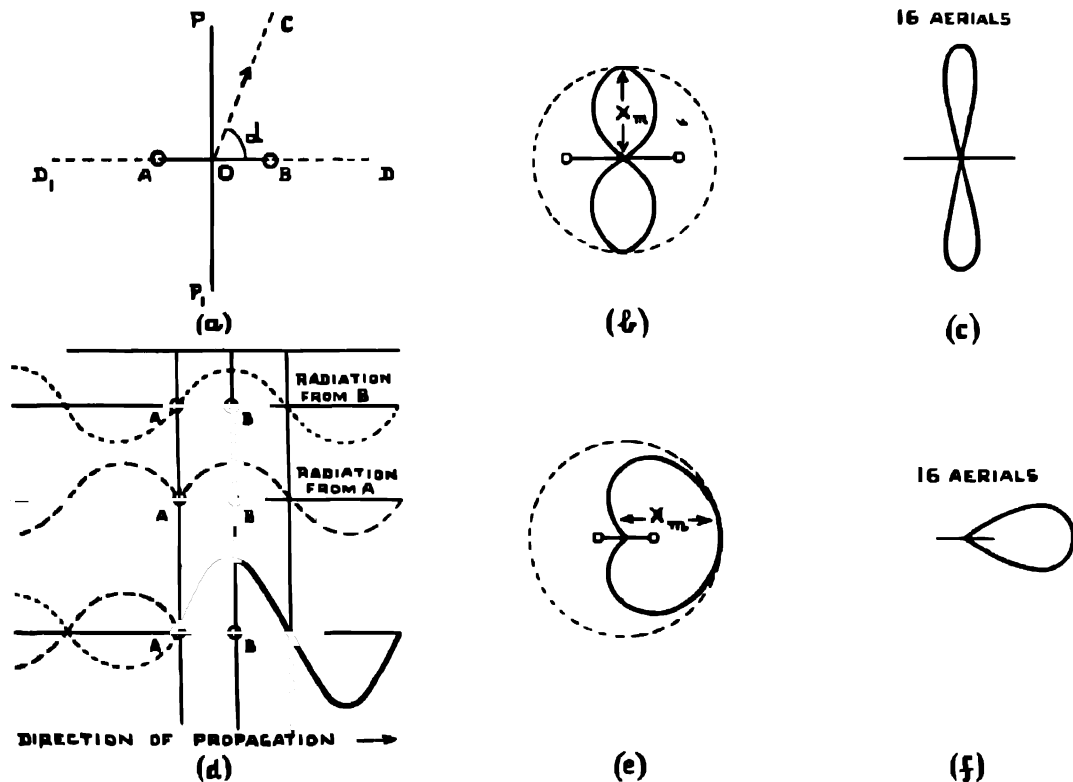 P
C
d
D₁ A O B D
P₁
(a)
Xm
(b)
16 AERIALS
(c)
RADIATION
FROM B
A B
RADIATION
FROM A
A B
A B
DIRECTION OF PROPAGATION →
(d)
Xm
(e)
16 AERIALS
(f)